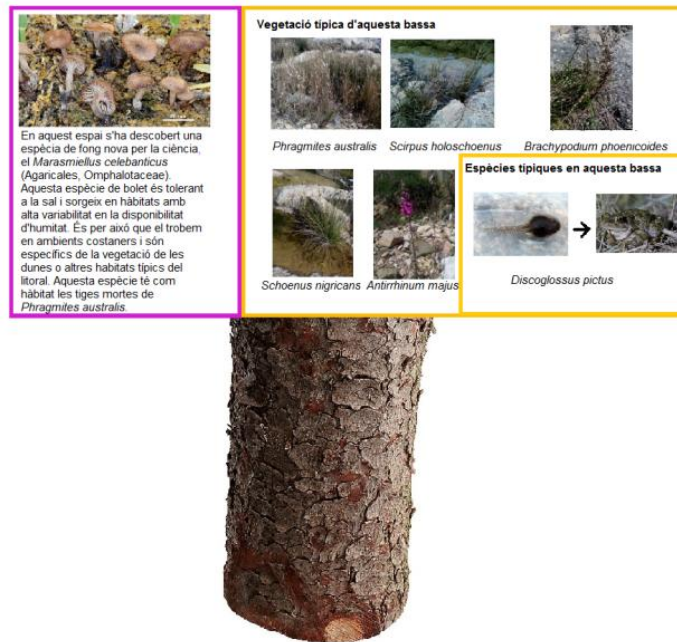 En aquest espai s'ha descobert una
espècia de fong nova per la ciència,
el Marasmiellus celebanticus
(Agaricales, Omphalotaceae).
Aquesta espècie de bolet és tolerant
a la sal i sorgeix en hàbitats amb
alta variabilitat en la disponibilitat
d'humitat. És per això que el trobem
en ambients costaners i són
específics de la vegetació de les
dunes o altres habitats típics del
litoral. Aquesta espècie té com
hàbitat les tiges mortes de
Phragmites australis.
Vegetació típica d'aquesta bassa
Phragmites australis Scirpus holoschoenus Brachypodium phoenicoides
Schoenus nigricans Antirrhinum majus
Espècies típiques en aquesta bassa
Discoglossus pictus